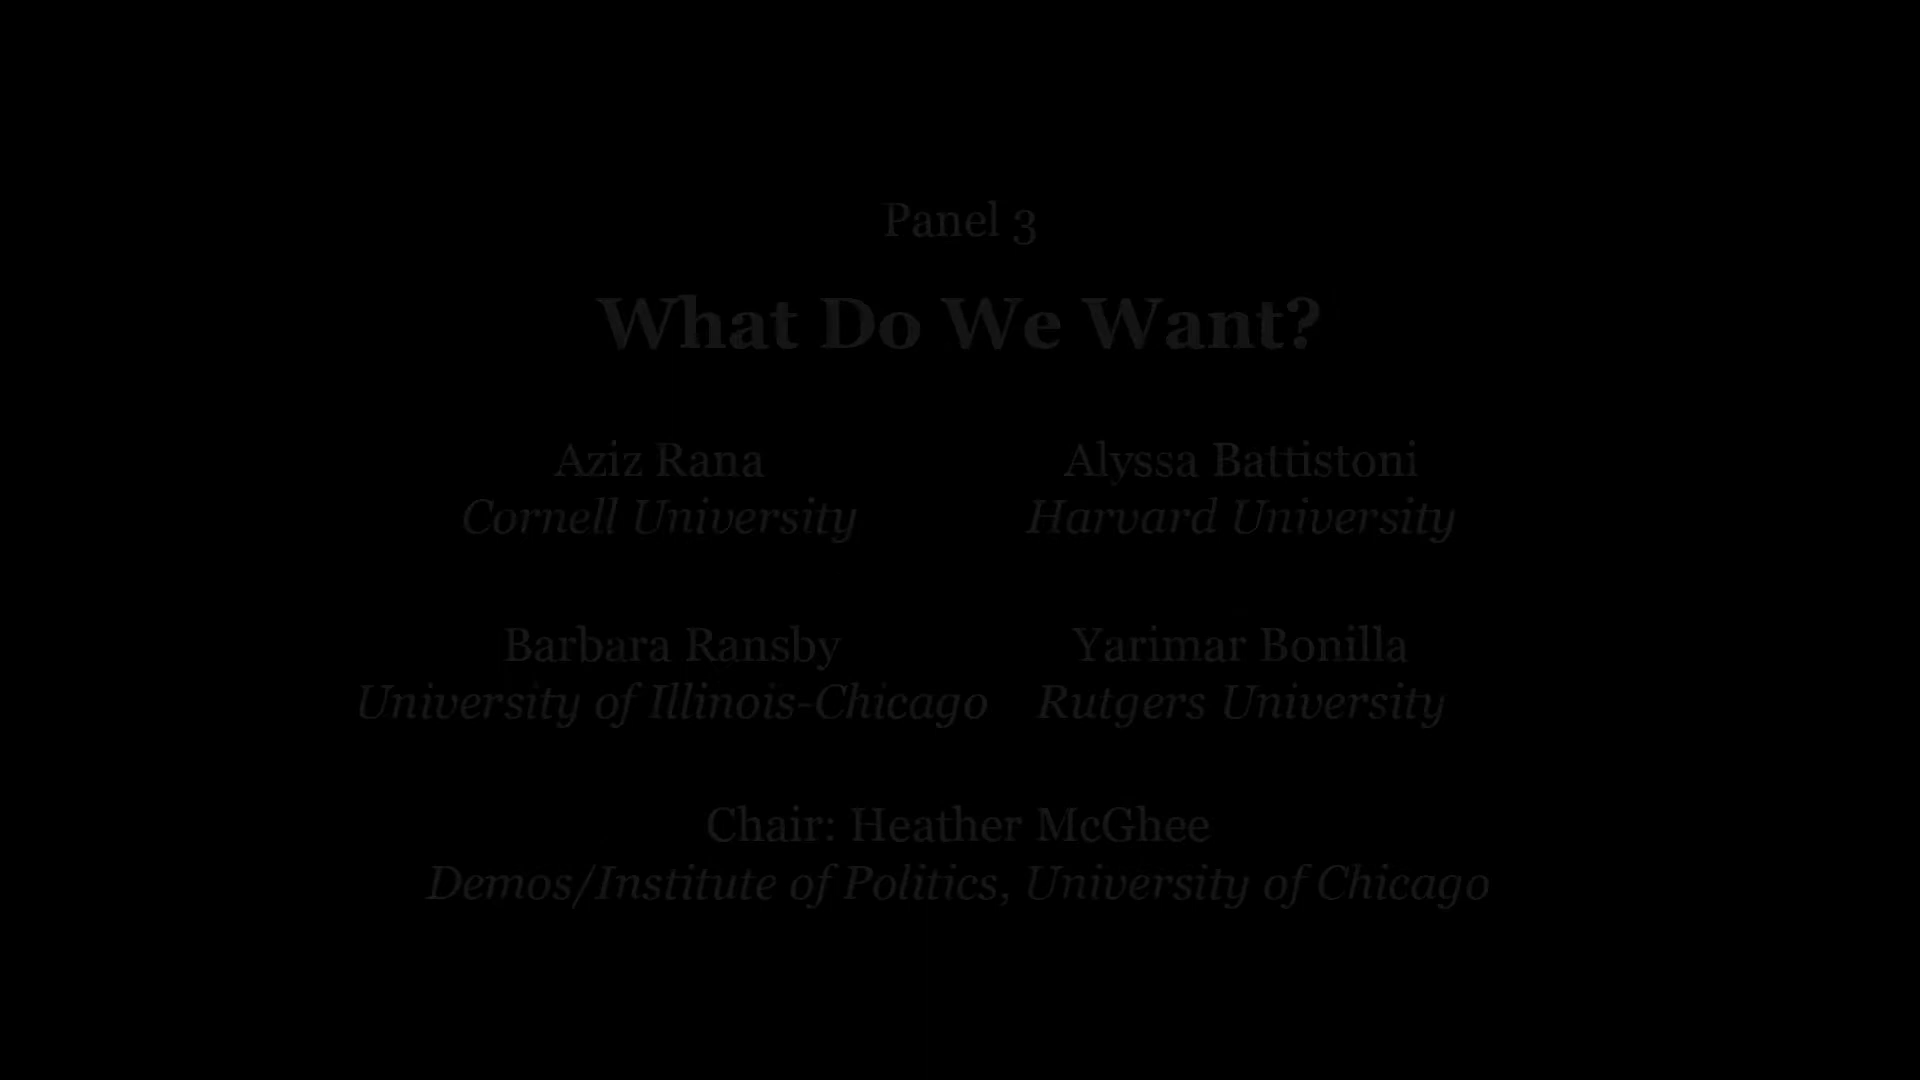 Panel 3
What Do We Want?
Aziz Rana
Cornell University
Alyssa Battistoni
Harvard University
Barbara Ransby
University of Illinois-Chicago
Yarimar Bonilla
Rutgers University
Chair: Heather McGhee
Demos/Institute of Politics, University of Chicago